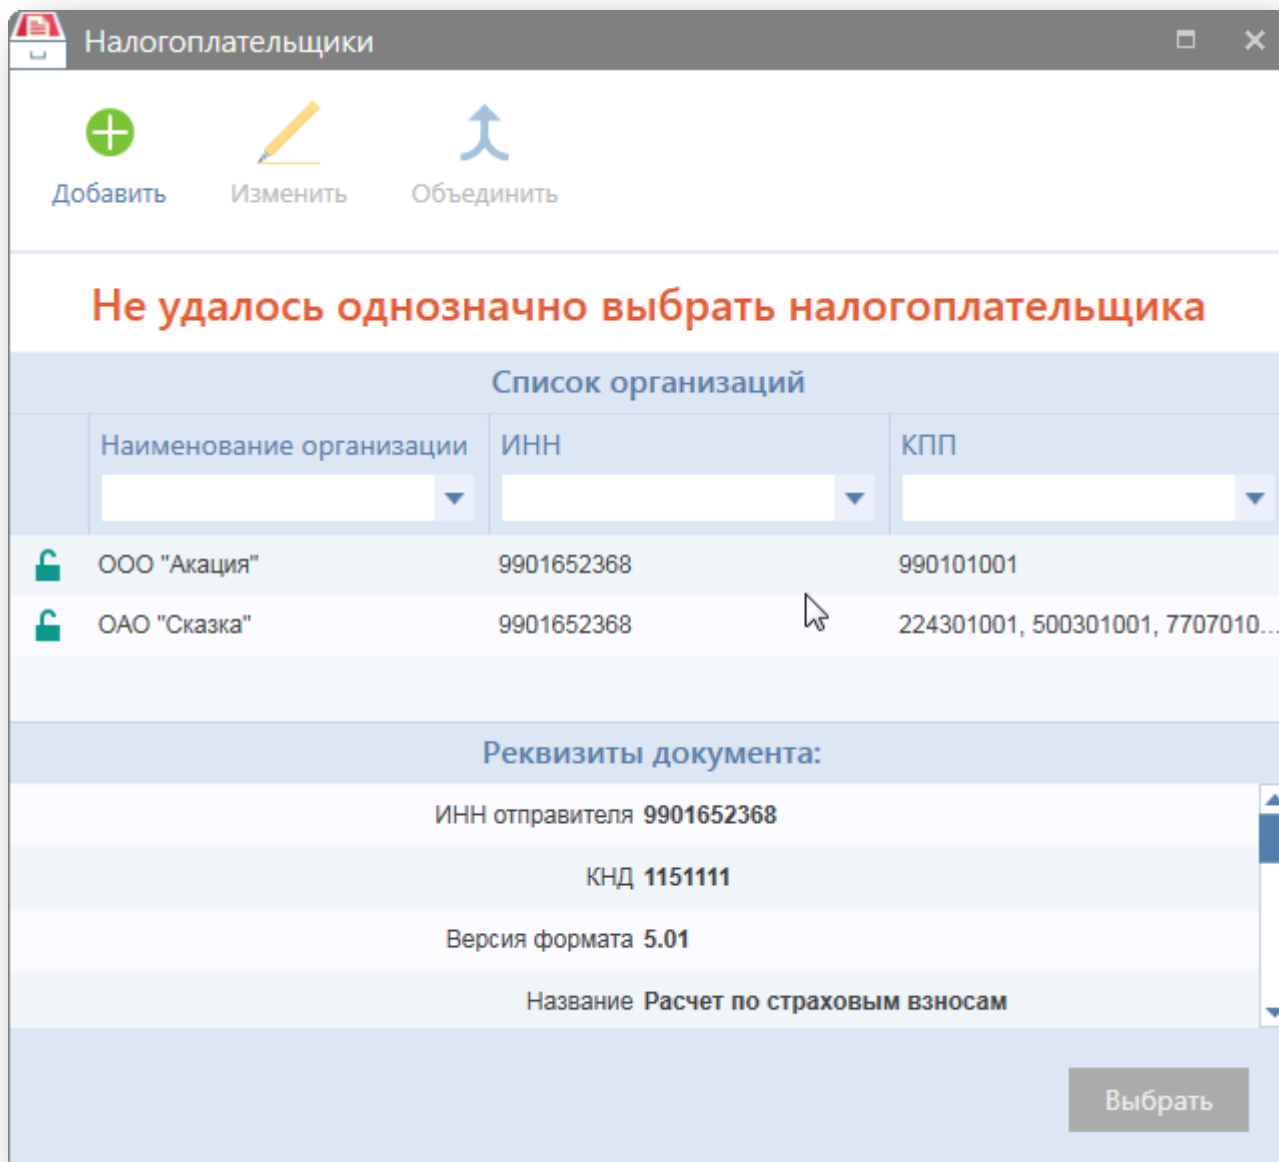 Налогоплательщики
Добавить Изменить Объединить
Не удалось однозначно выбрать налогоплательщика
Список организаций
Наименование организации ИНН КПП
ООО "Акация" 9901652368 990101001
ОАО "Сказка" 9901652368 224301001, 500301001, 7707010...
Реквизиты документа:
ИНН отправителя 9901652368
КНД 1151111
Версия формата 5.01
Название Расчет по страховым взносам
Выбрать